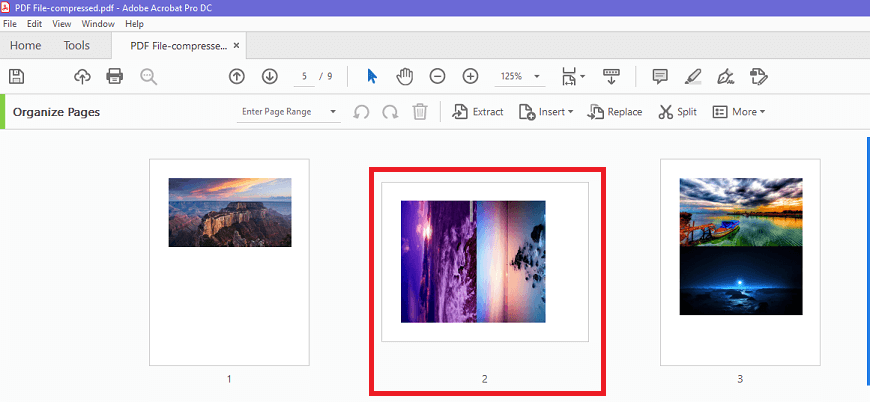 PDF File-compressed.pdf - Adobe Acrobat Pro DC
File Edit View Window Help
Home Tools PDF File-compresse... ×
5 / 9 125%
Organize Pages Enter Page Range Extract Insert Replace Split More
1 2 3